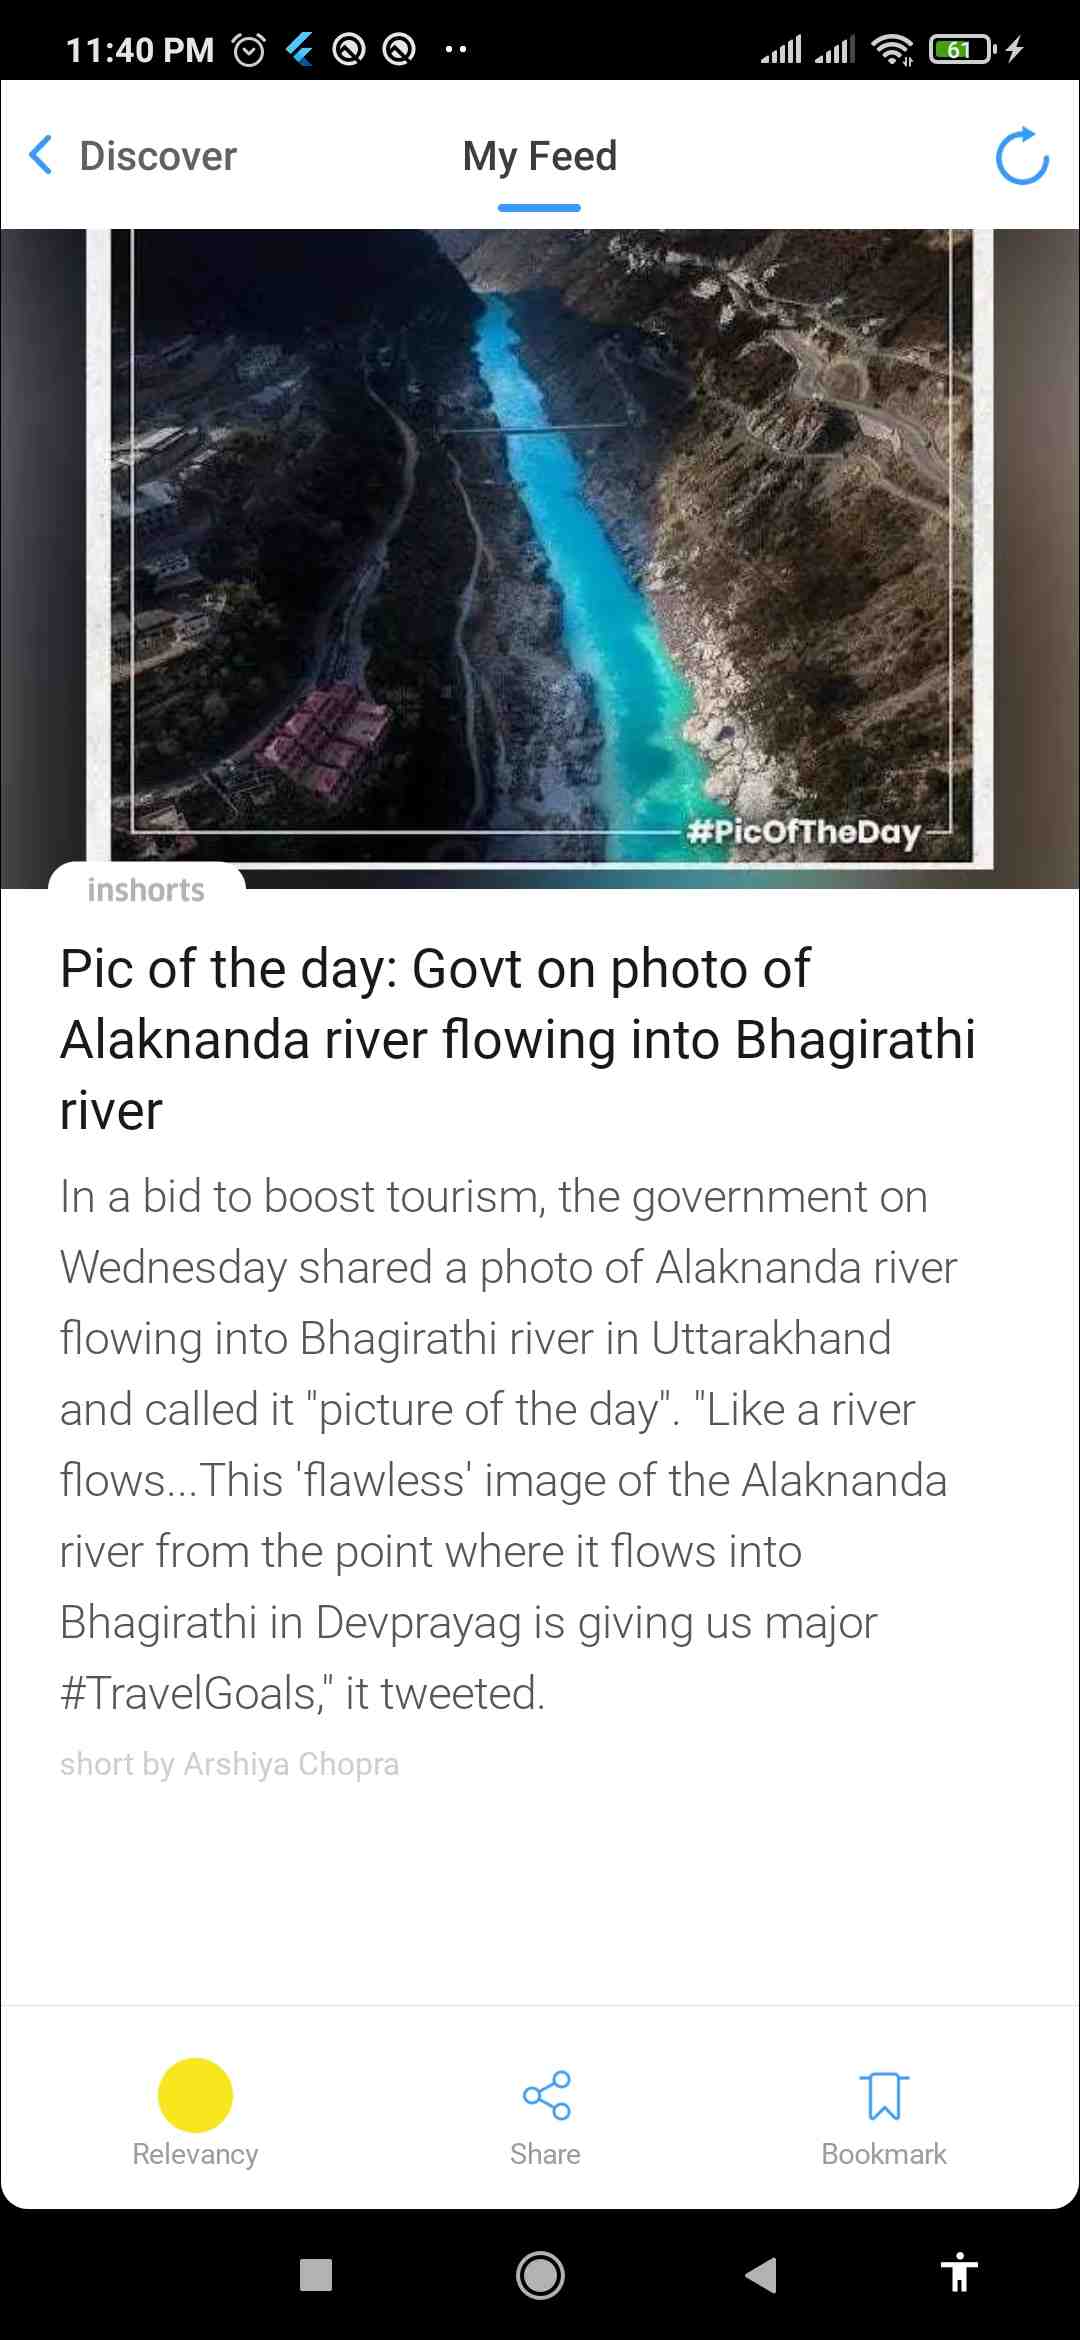 11:40 PM
61
Discover
My Feed
#PicOfTheDay
inshorts
Pic of the day: Govt on photo of
Alaknanda river flowing into Bhagirathi
river
In a bid to boost tourism, the government on
Wednesday shared a photo of Alaknanda river
flowing into Bhagirathi river in Uttarakhand
and called it "picture of the day". "Like a river
flows...This 'flawless' image of the Alaknanda
river from the point where it flows into
Bhagirathi in Devprayag is giving us major
#TravelGoals," it tweeted.
short by Arshiya Chopra
Relevancy
Share
Bookmark